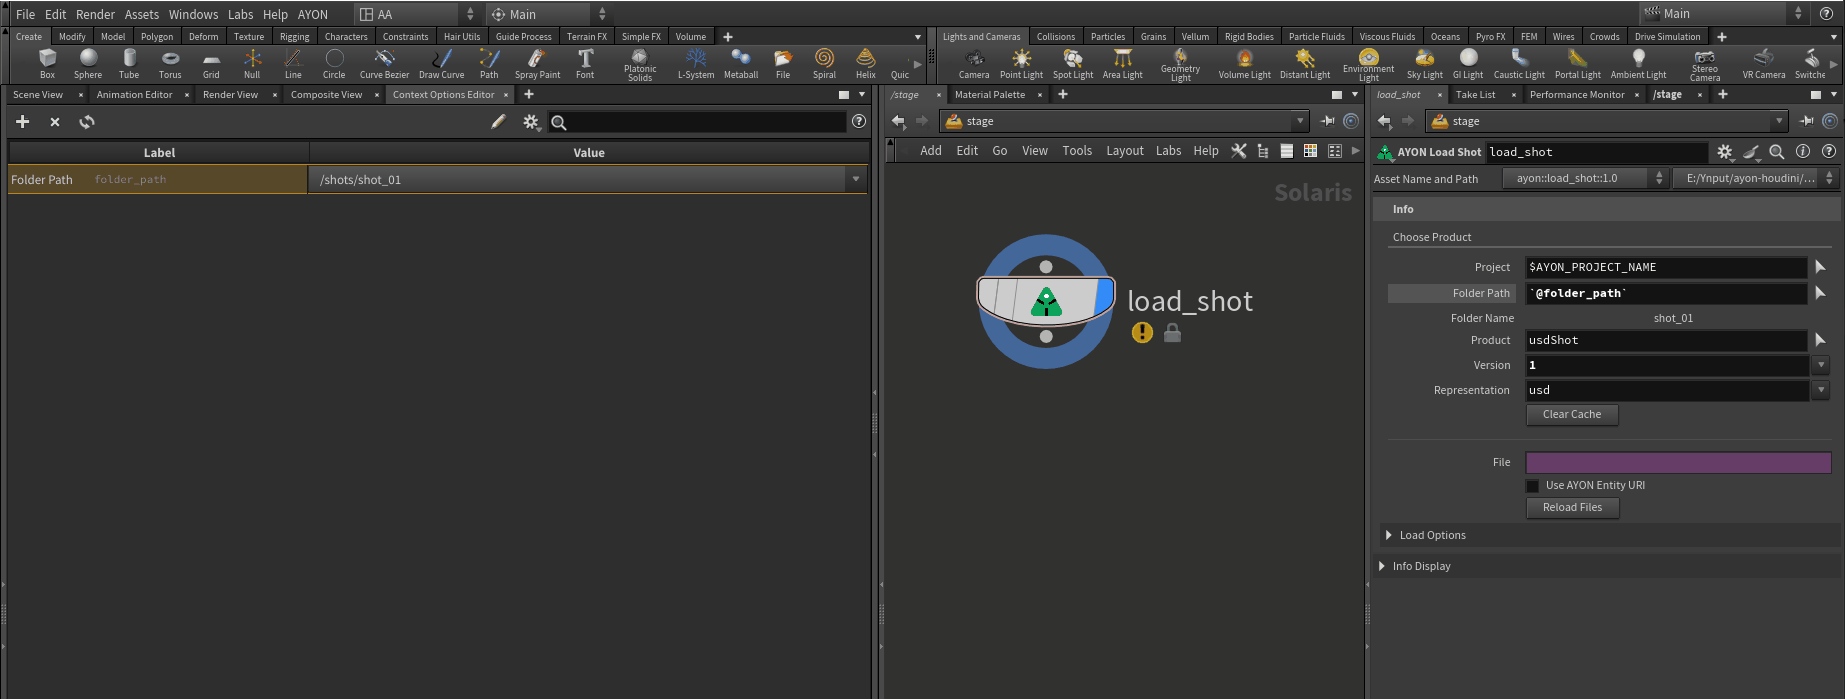 File Edit Render Assets Windows Labs Help AYON AA Main Main
Create Modify Model Polygon Deform Texture Rigging Characters Constraints Hair Utils Guide Process Terrain FX Simple FX Volume
Box Sphere Tube Torus Grid Null Line Circle Curve Bezier Draw Curve Path Spray Paint Font Platonic Solids L-System Metaball File Spiral Helix Quic
Lights and Cameras Collisions Particles Grains Vellum Rigid Bodies Particle Fluids Viscous Fluids Oceans Pyro FX FEM Wires Crowds Drive Simulation
Camera Point Light Spot Light Area Light Geometry Light Volume Light Distant Light Environment Light Sky Light GI Light Caustic Light Portal Light Ambient Light Stereo Camera VR Camera Switche
Scene View Animation Editor Render View Composite View Context Options Editor
Label Value
Folder Path folder_path /shots/shot_01
/stage Material Palette
stage
Add Edit Go View Tools Layout Labs Help
Solaris
load_shot
load_shot Take List Performance Monitor /stage
stage
AYON Load Shot load_shot
Asset Name and Path ayon::load_shot::1.0 E:/Ynput/ayon-houdini/...
Info
Choose Product
Project $AYON_PROJECT_NAME
Folder Path `@folder_path`
Folder Name shot_01
Product usdShot
Version 1
Representation usd
Clear Cache
File
Use AYON Entity URI
Reload Files
Load Options
Info Display